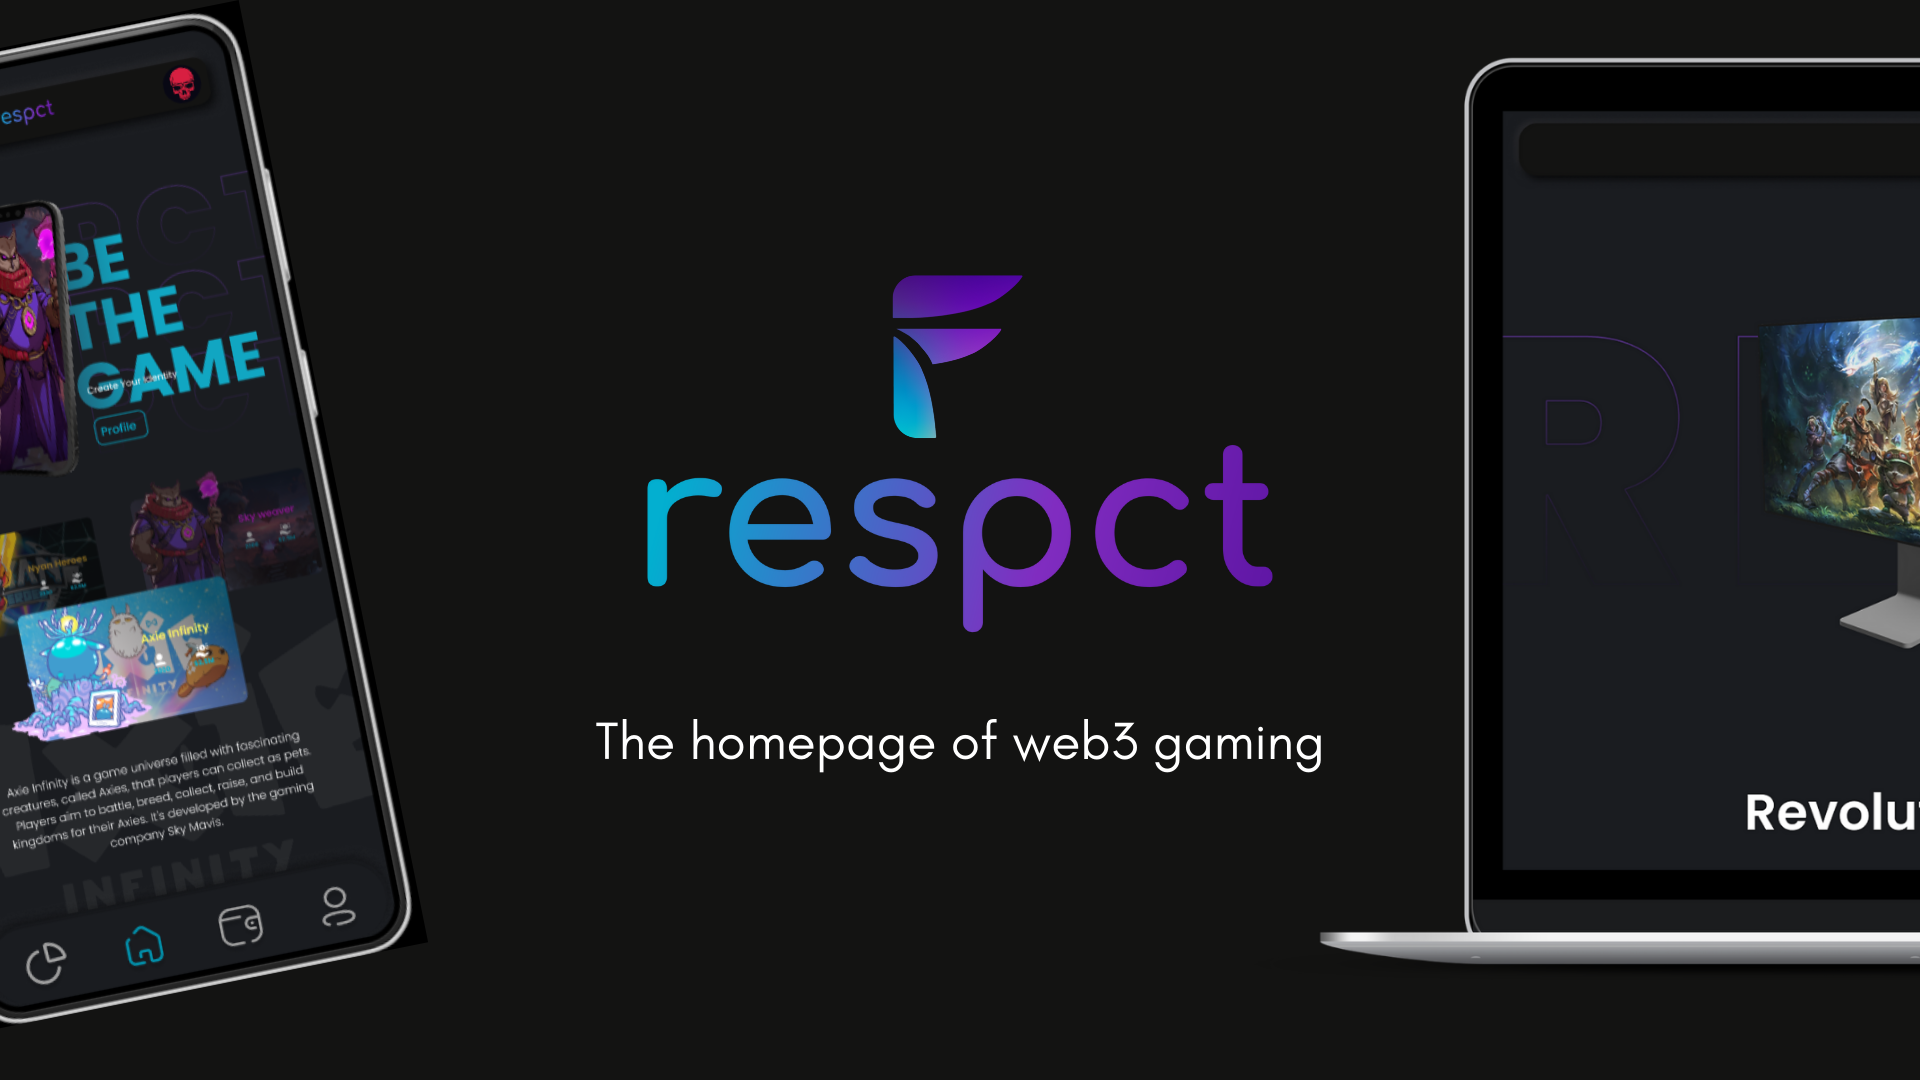 respct
BE
THE
GAME
Create Your Identity
Profile
Sky weaver
Nyan Heroes
Axie Infinity
Axie Infinity is a game universe filled with fascinating
creatures, called Axies, that players can collect as pets.
Players aim to battle, breed, collect, raise, and build
kingdoms for their Axies. It's developed by the gaming
company Sky Mavis.
INFINITY
respct
The homepage of web3 gaming
R
Revolu